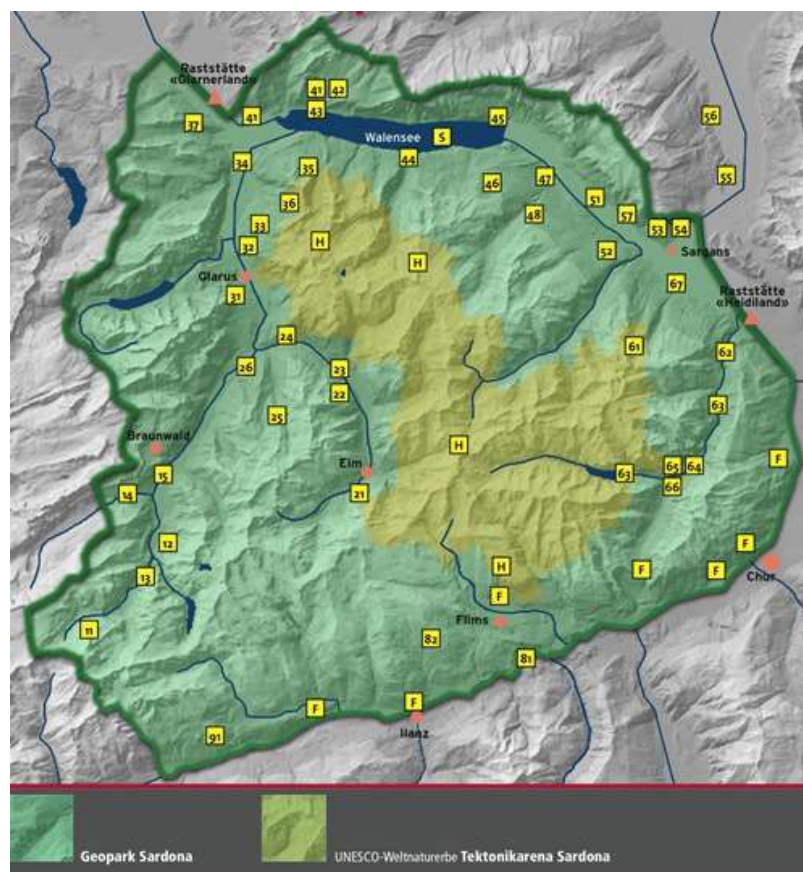 Raststätte
«Glarnerland»
41
42
43
41
37
45
56
Walensee
S
34
35
44
46
47
55
36
51
48
57
33
53
54
32
H
52
Sargans
H
Glarus
67
31
Raststätte
«Heidiland»
24
61
26
23
62
22
25
63
Braunwald
H
F
Elm
15
63
65
64
14
21
66
12
F
H
13
F
F
Chur
F
11
Flims
82
81
F
F
91
Ilanz
Geopark Sardona
UNESCO-Weltnaturerbe Tektonikarena Sardona